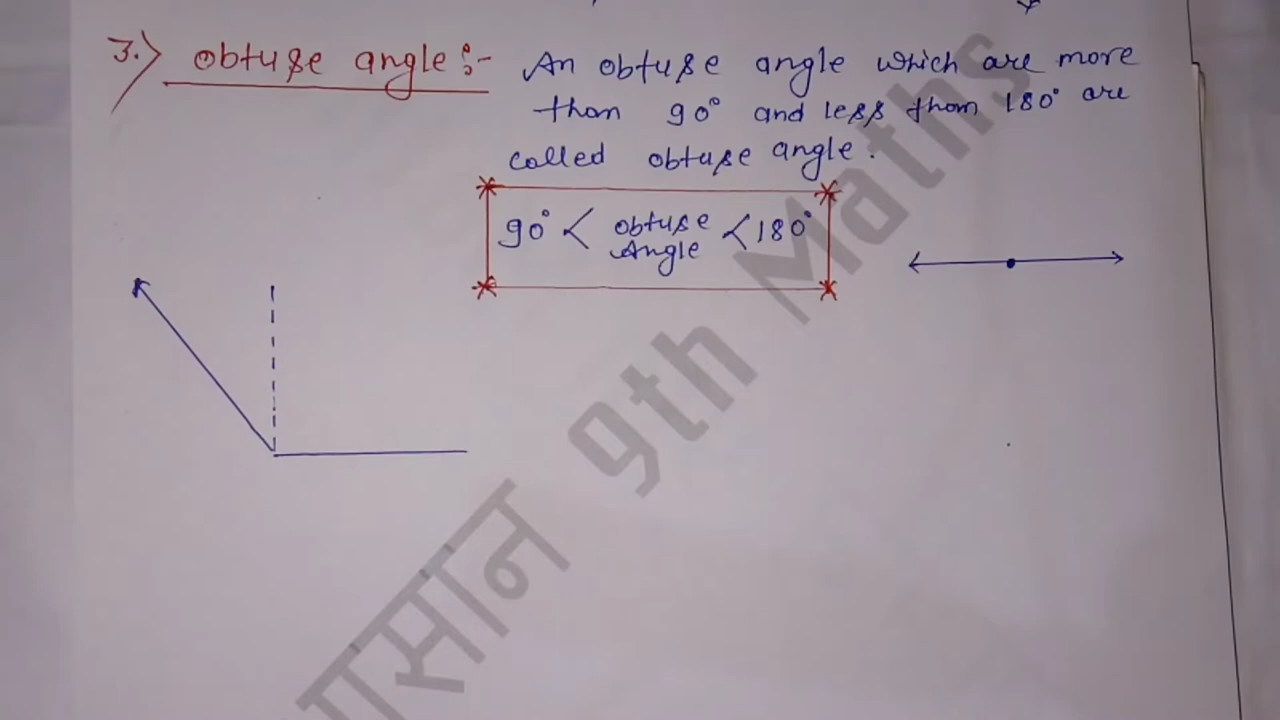 3.) obtuse angle :- An obtuse angle which are more
than 90° and less than 180° are
called obtuse angle.
90° < obtuse Angle < 180°
आसान 9th Maths